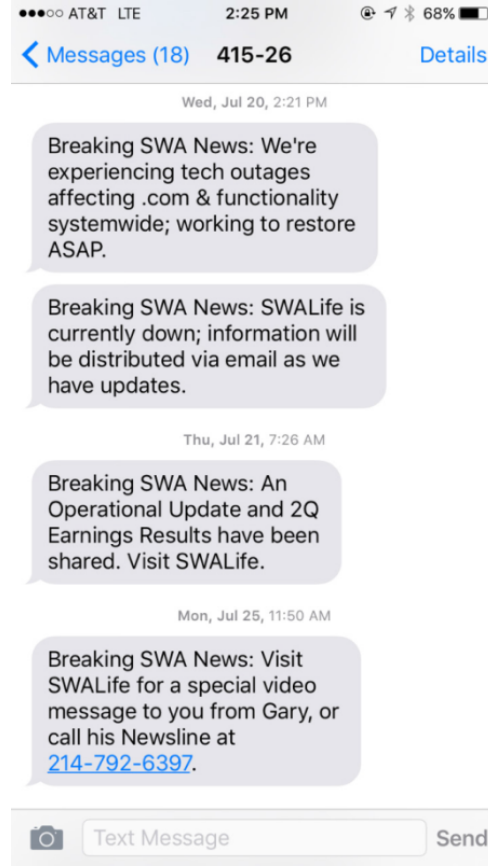 AT&T LTE 2:25 PM 68%
Messages (18) 415-26 Details
Wed, Jul 20, 2:21 PM
Breaking SWA News: We're
experiencing tech outages
affecting .com & functionality
systemwide; working to restore
ASAP.
Breaking SWA News: SWALife is
currently down; information will
be distributed via email as we
have updates.
Thu, Jul 21, 7:26 AM
Breaking SWA News: An
Operational Update and 2Q
Earnings Results have been
shared. Visit SWALife.
Mon, Jul 25, 11:50 AM
Breaking SWA News: Visit
SWALife for a special video
message to you from Gary, or
call his Newsline at
214-792-6397.
Text Message Send